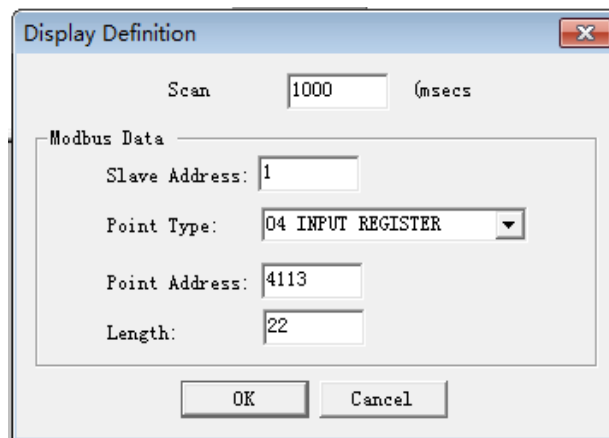 Display Definition
Scan 1000 (msecs
Modbus Data
Slave Address: 1
Point Type: 04 INPUT REGISTER
Point Address: 4113
Length: 22
OK Cancel